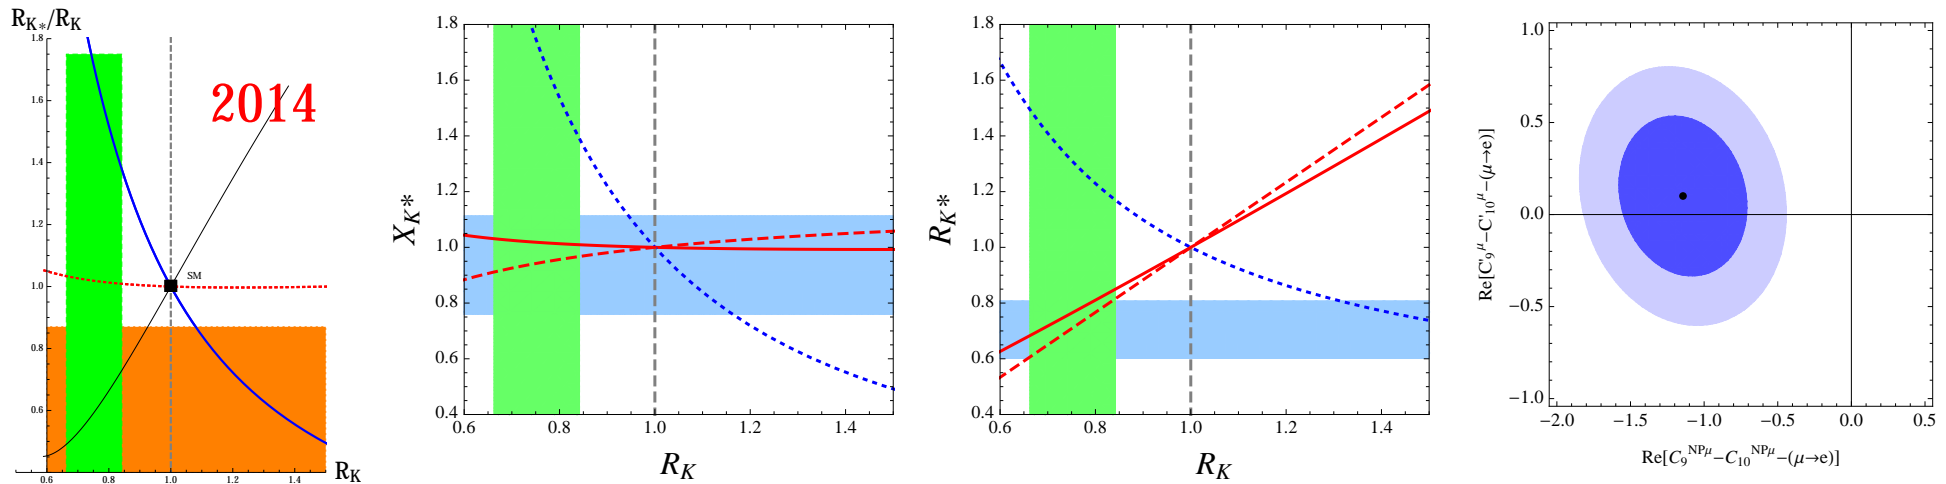 R_K*/R_K
1.8
1.6
1.4
1.2
1.0
0.8
0.6
0.6 0.8 1.0 1.2 1.4
R_K
2014
SM
1.8
1.6
1.4
1.2
1.0
0.8
0.6
0.4
0.6 0.8 1.0 1.2 1.4
X_K*
R_K
1.8
1.6
1.4
1.2
1.0
0.8
0.6
0.4
0.6 0.8 1.0 1.2 1.4
R_K*
R_K
1.0
0.5
0.0
−0.5
−1.0
−2.0 −1.5 −1.0 −0.5 0.0 0.5
Re[C'_9^μ−C'_10^μ−(μ→e)]
Re[C_9^NPμ−C_10^NPμ−(μ→e)]